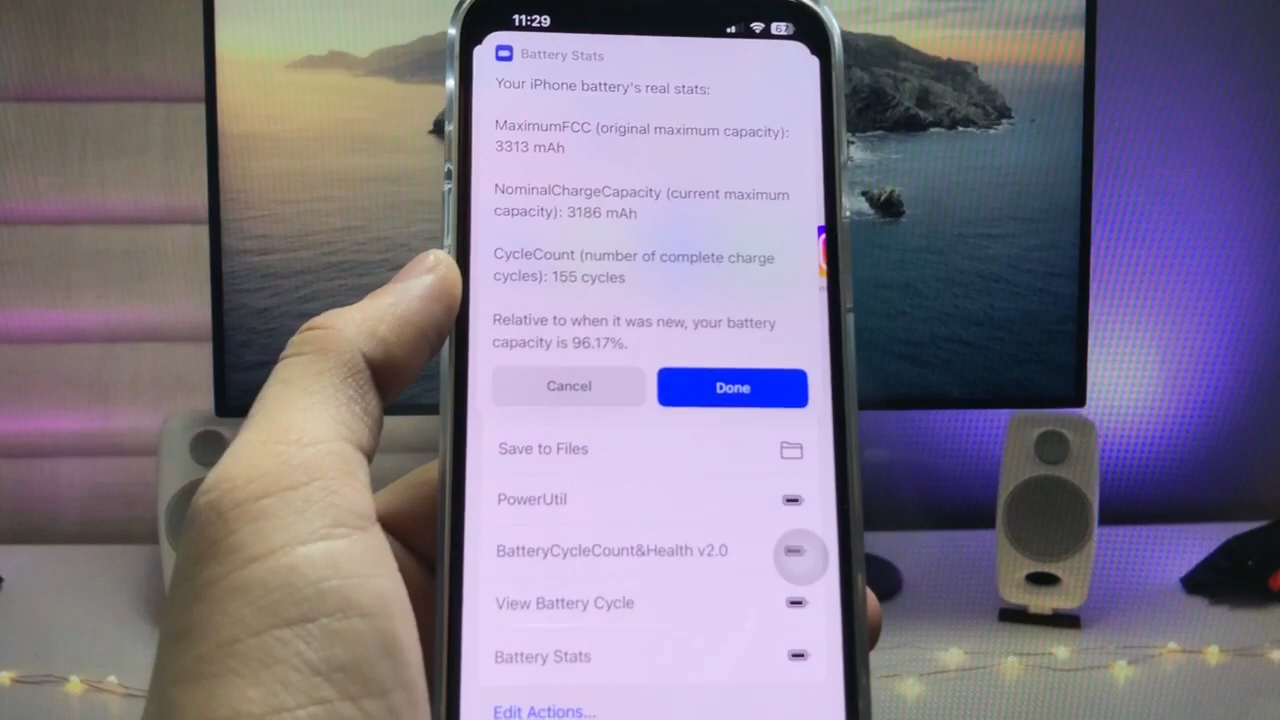 11:29
67
Battery Stats
Your iPhone battery's real stats:
MaximumFCC (original maximum capacity):
3313 mAh
NominalChargeCapacity (current maximum
capacity): 3186 mAh
CycleCount (number of complete charge
cycles): 155 cycles
Relative to when it was new, your battery
capacity is 96.17%.
Cancel
Done
Save to Files
PowerUtil
BatteryCycleCount&Health v2.0
View Battery Cycle
Battery Stats
Edit Actions...